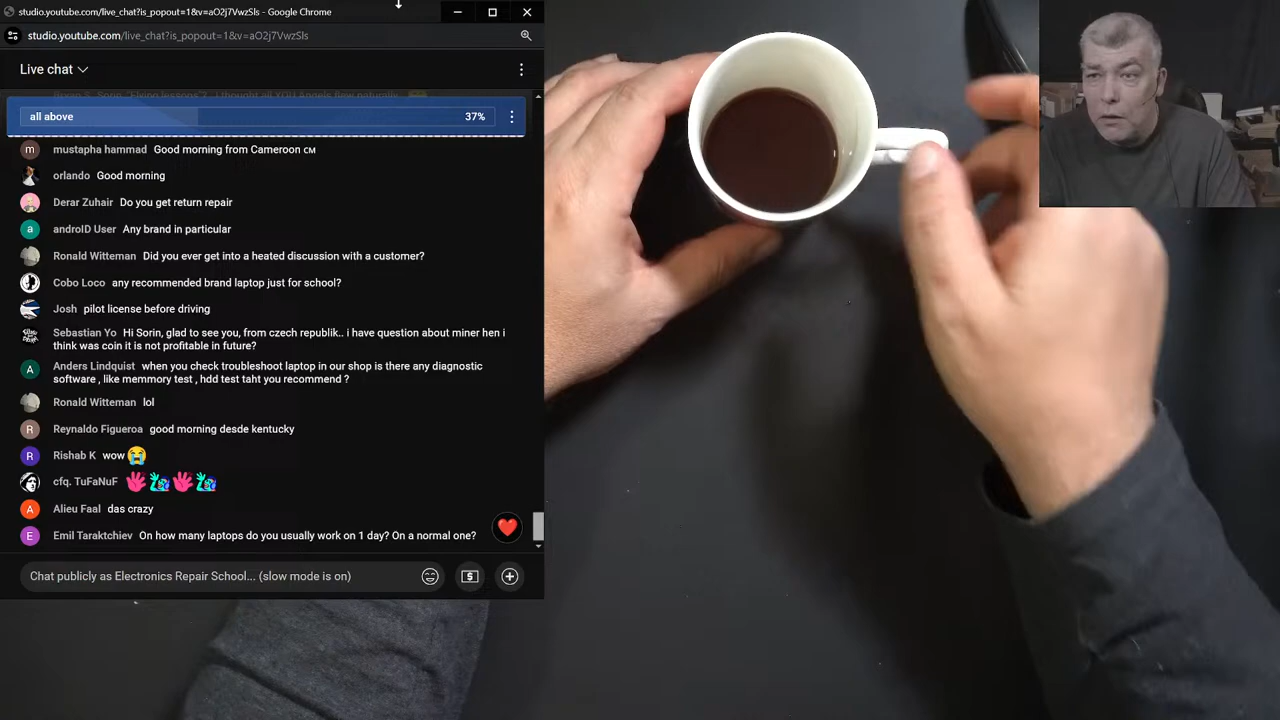 studio.youtube.com/live_chat?is_popout=1&v=aO2j7VwzSls - Google Chrome
studio.youtube.com/live_chat?is_popout=1&v=aO2j7VwzSls
Live chat
all above 37%
m mustapha hammad Good morning from Cameroon CM
orlando Good morning
Derar Zuhair Do you get return repair
a androID User Any brand in particular
Ronald Witteman Did you ever get into a heated discussion with a customer?
Cobo Loco any recommended brand laptop just for school?
Josh pilot license before driving
Sebastian Yo Hi Sorin, glad to see you, from czech republik.. i have question about miner hen i
think was coin it is not profitable in future?
A Anders Lindquist when you check troubleshoot laptop in our shop is there any diagnostic
software , like memmory test , hdd test taht you recommend ?
Ronald Witteman lol
R Reynaldo Figueroa good morning desde kentucky
R Rishab K wow 😭
cfq. TuFaNuF
A Alieu Faal das crazy
E Emil Taraktchiev On how many laptops do you usually work on 1 day? On a normal one?
Chat publicly as Electronics Repair School... (slow mode is on)